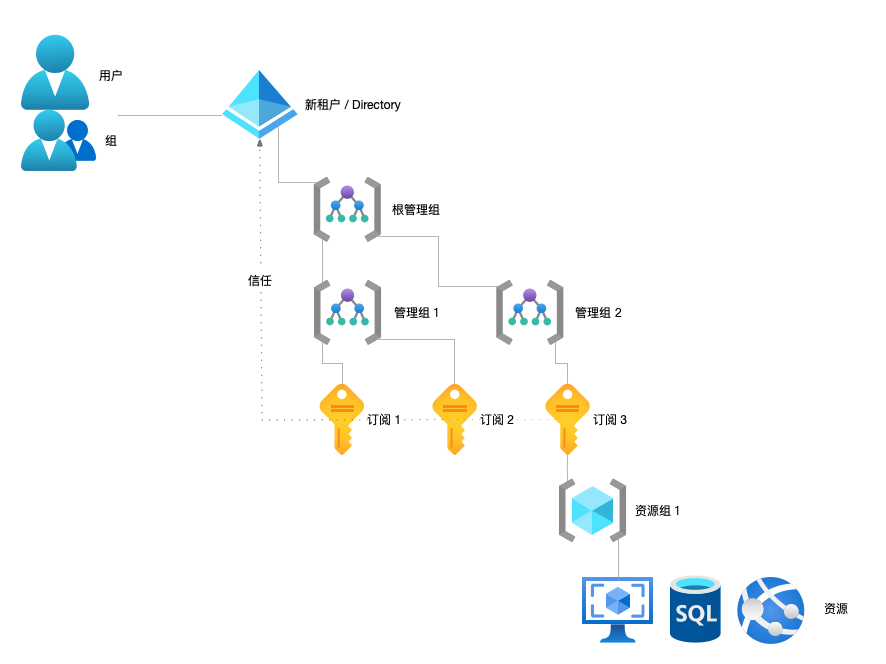 用户
组
新租户 / Directory
根管理组
信任
管理组 1
管理组 2
订阅 1
订阅 2
订阅 3
资源组 1
SQL
资源